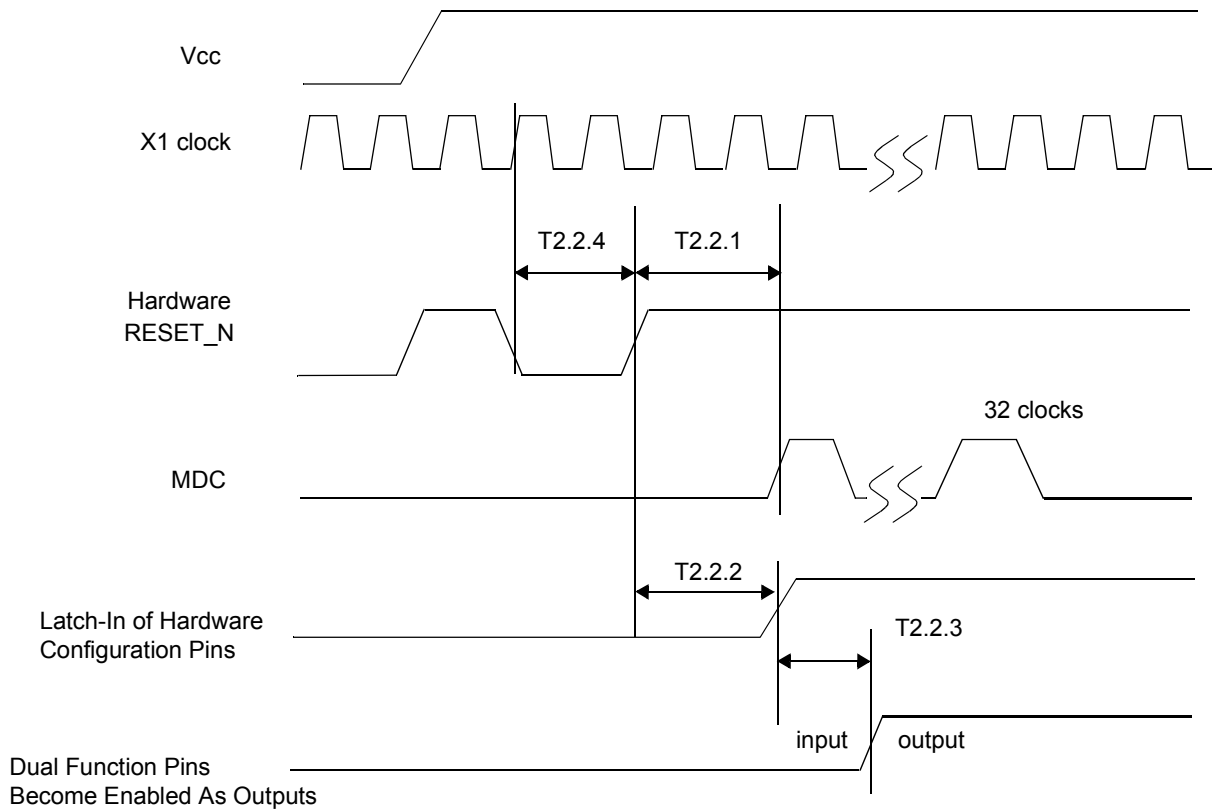 Vcc
X1 clock
T2.2.4
T2.2.1
Hardware
RESET_N
32 clocks
MDC
T2.2.2
Latch-In of Hardware
Configuration Pins
T2.2.3
input
output
Dual Function Pins
Become Enabled As Outputs